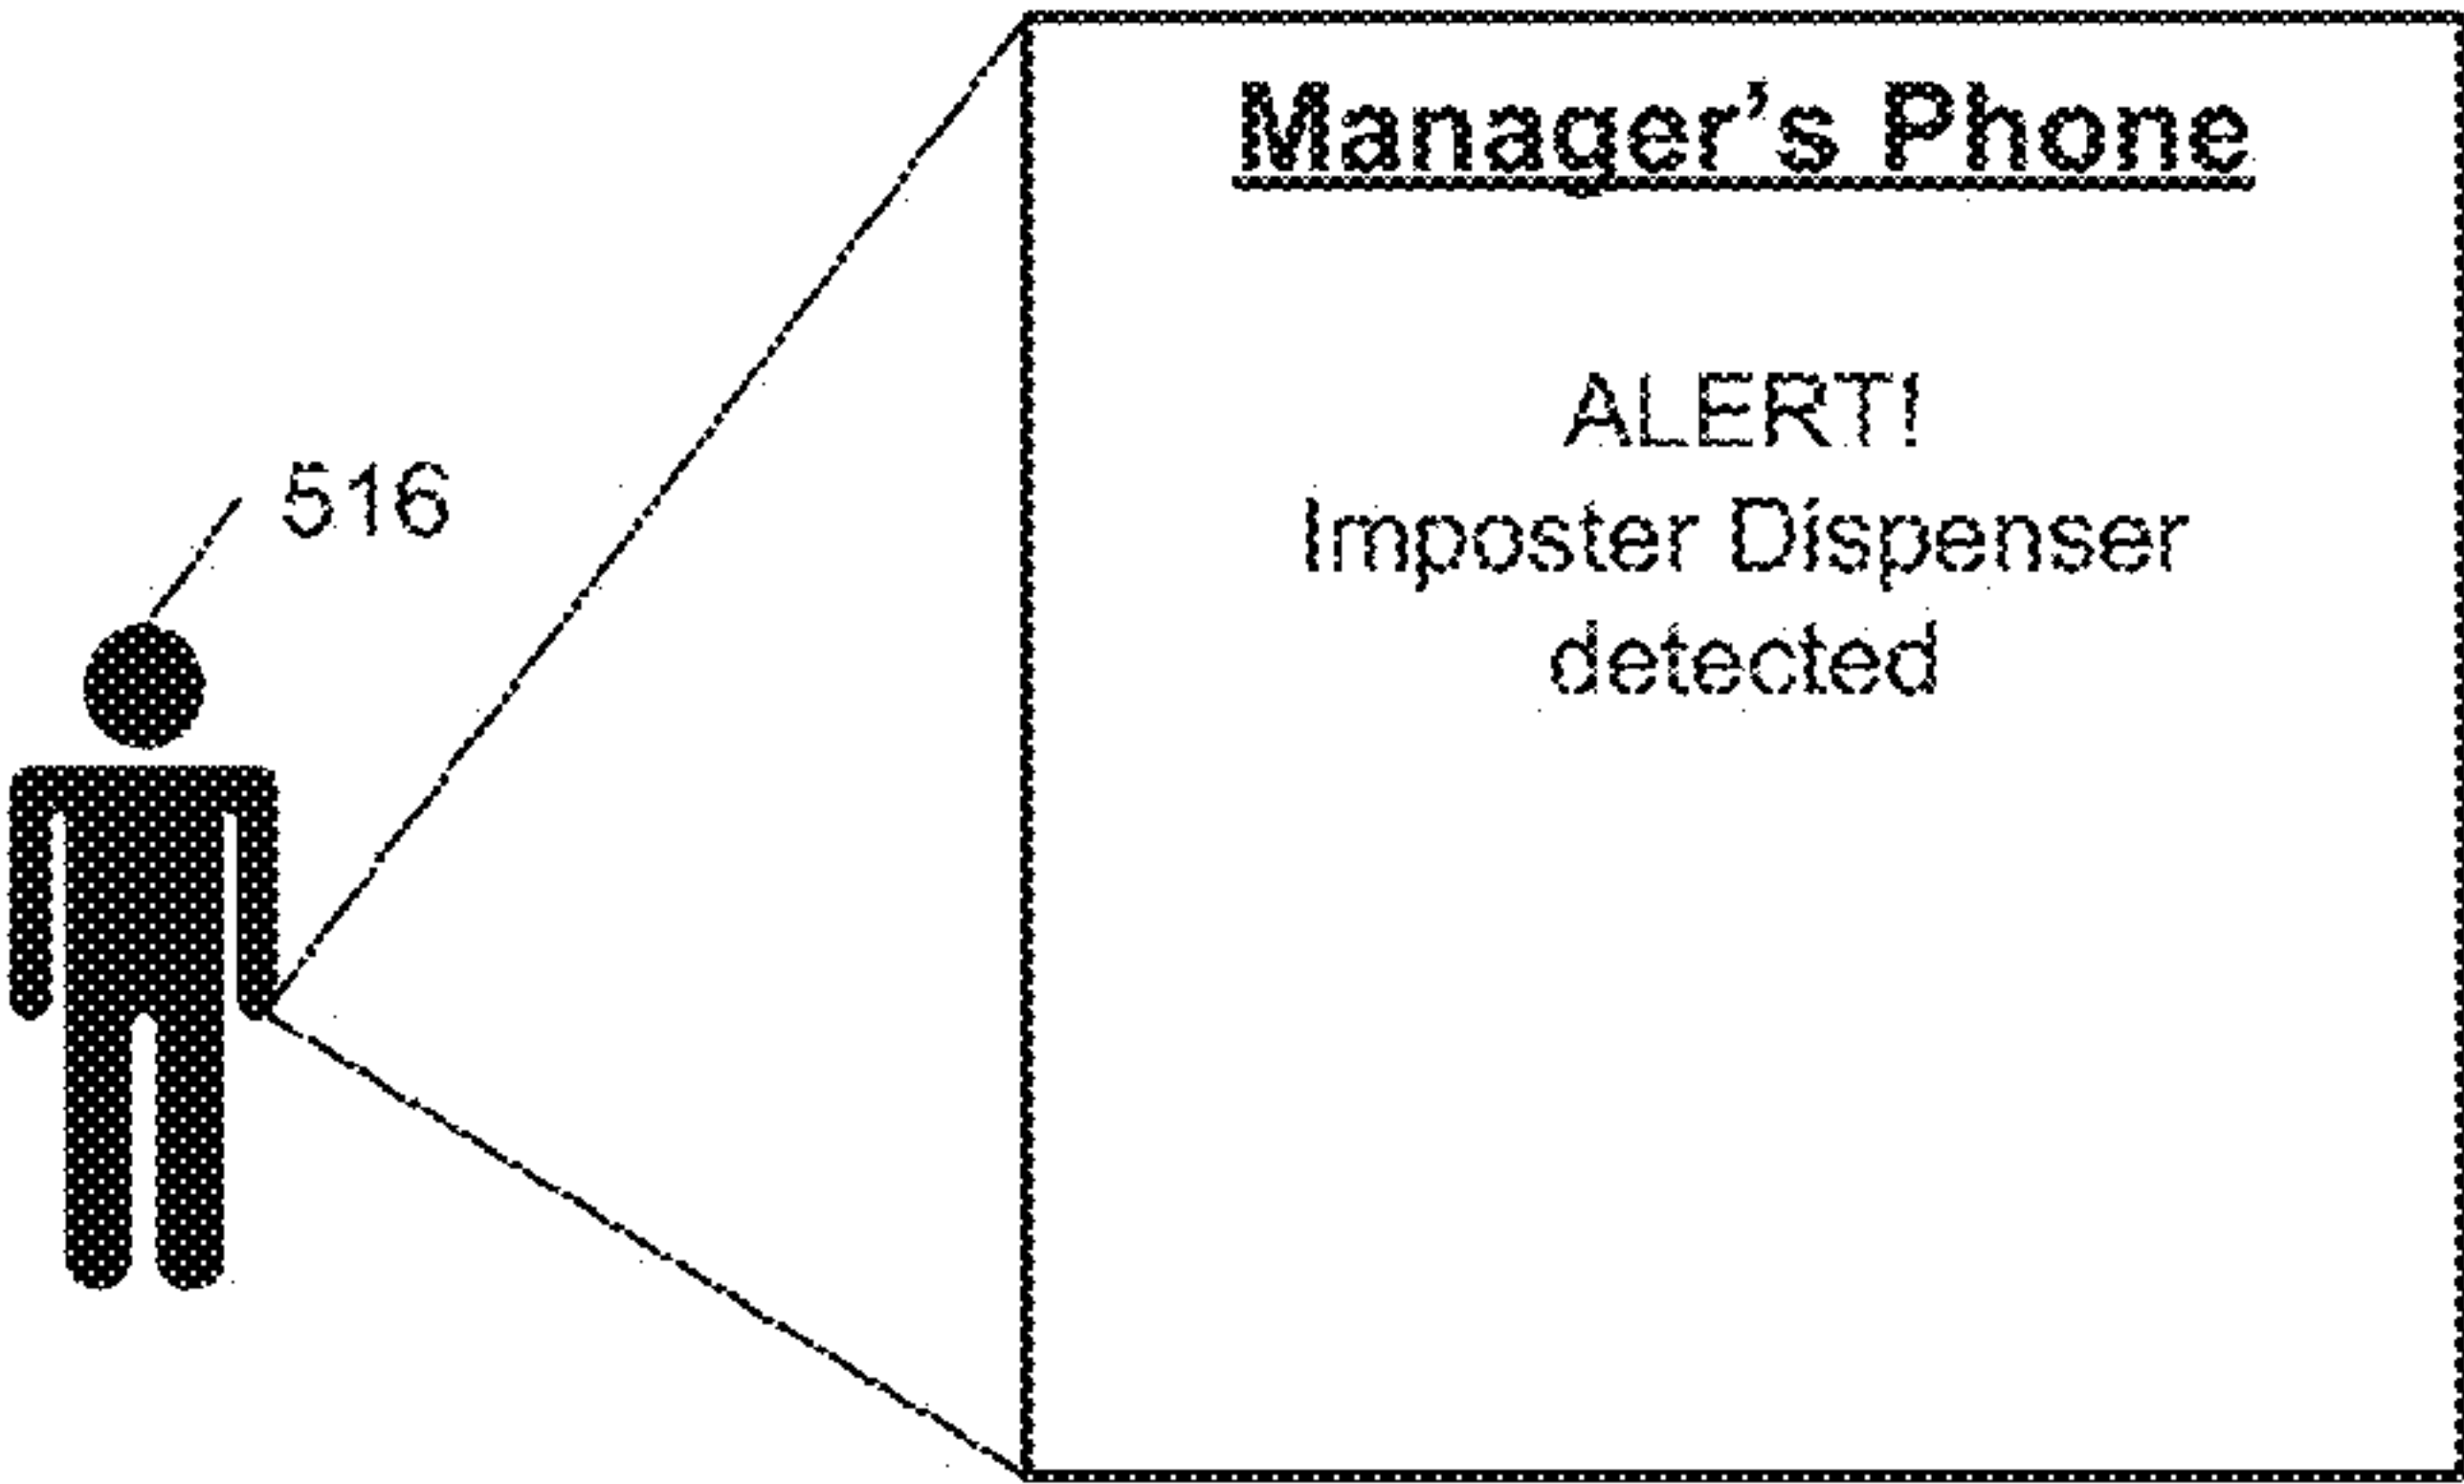 Manager's Phone
516
ALERT!
Imposter Dispenser
detected